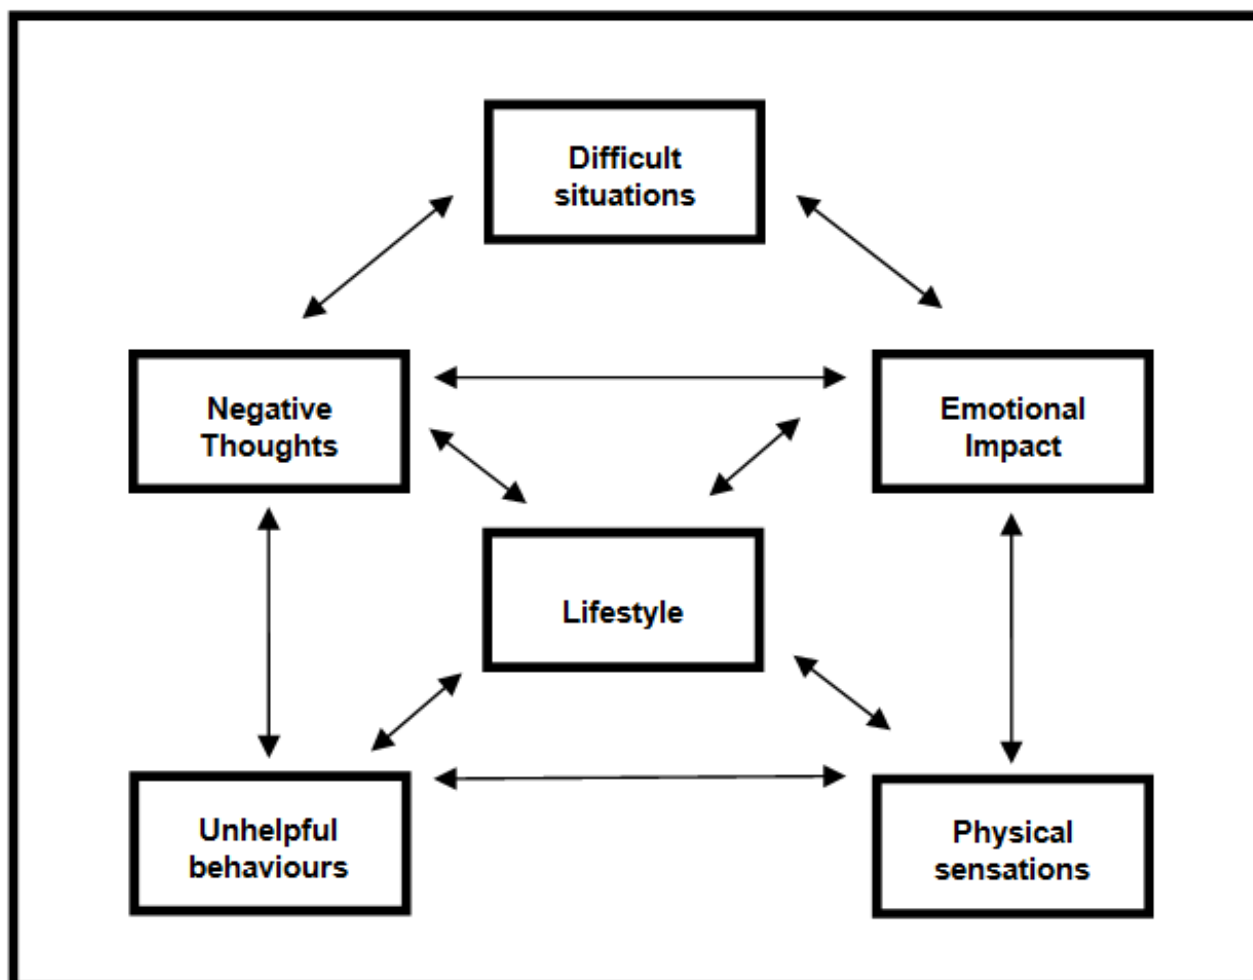 Difficult
situations
Negative
Thoughts
Emotional
Impact
Lifestyle
Unhelpful
behaviours
Physical
sensations